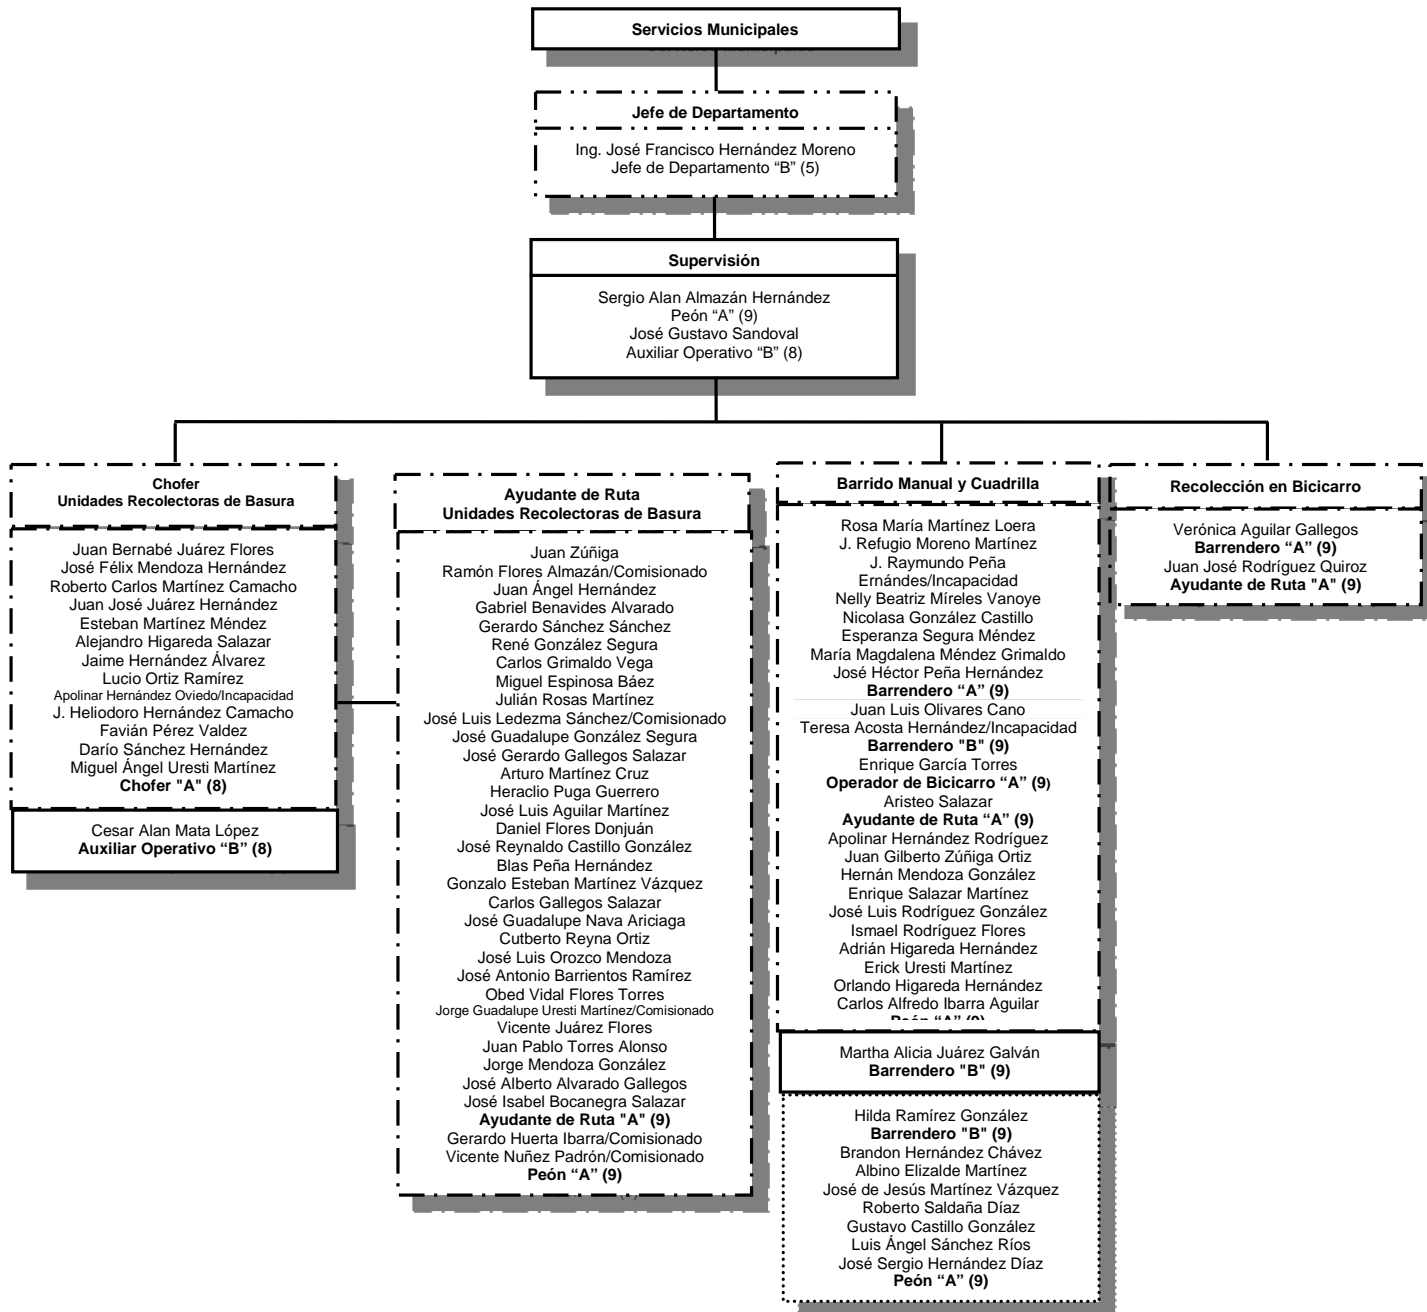 Servicios Municipales
Jefe de Departamento
Ing. José Francisco Hernández Moreno
Jefe de Departamento “B” (5)
Supervisión
Sergio Alan Almazán Hernández
Peón “A” (9)
José Gustavo Sandoval
Auxiliar Operativo “B” (8)
Chofer
Unidades Recolectoras de Basura
Juan Bernabé Juárez Flores
José Félix Mendoza Hernández
Roberto Carlos Martínez Camacho
Juan José Juárez Hernández
Esteban Martínez Méndez
Alejandro Higareda Salazar
Jaime Hernández Álvarez
Lucio Ortiz Ramírez
Apolinar Hernández Oviedo/Incapacidad
J. Heliodoro Hernández Camacho
Favián Pérez Valdez
Darío Sánchez Hernández
Miguel Ángel Uresti Martínez
Chofer "A" (8)
Cesar Alan Mata López
Auxiliar Operativo “B” (8)
Ayudante de Ruta
Unidades Recolectoras de Basura
Juan Zúñiga
Ramón Flores Almazán/Comisionado
Juan Ángel Hernández
Gabriel Benavides Alvarado
Gerardo Sánchez Sánchez
René González Segura
Carlos Grimaldo Vega
Miguel Espinosa Báez
Julián Rosas Martínez
José Luis Ledezma Sánchez/Comisionado
José Guadalupe González Segura
José Gerardo Gallegos Salazar
Arturo Martínez Cruz
Heraclio Puga Guerrero
José Luis Aguilar Martínez
Daniel Flores Donjuán
José Reynaldo Castillo González
Blas Peña Hernández
Gonzalo Esteban Martínez Vázquez
Carlos Gallegos Salazar
José Guadalupe Nava Ariciaga
Cutberto Reyna Ortiz
José Luis Orozco Mendoza
José Antonio Barrientos Ramírez
Obed Vidal Flores Torres
Jorge Guadalupe Uresti Martínez/Comisionado
Vicente Juárez Flores
Juan Pablo Torres Alonso
Jorge Mendoza González
José Alberto Alvarado Gallegos
José Isabel Bocanegra Salazar
Ayudante de Ruta "A" (9)
Gerardo Huerta Ibarra/Comisionado
Vicente Nuñez Padrón/Comisionado
Peón “A” (9)
Barrido Manual y Cuadrilla
Rosa María Martínez Loera
J. Refugio Moreno Martínez
J. Raymundo Peña
Ernándes/Incapacidad
Nelly Beatriz Míreles Vanoye
Nicolasa González Castillo
Esperanza Segura Méndez
María Magdalena Méndez Grimaldo
José Héctor Peña Hernández
Barrendero “A” (9)
Juan Luis Olivares Cano
Teresa Acosta Hernández/Incapacidad
Barrendero "B" (9)
Enrique García Torres
Operador de Bicicarro “A” (9)
Aristeo Salazar
Ayudante de Ruta “A” (9)
Apolinar Hernández Rodríguez
Juan Gilberto Zúñiga Ortiz
Hernán Mendoza González
Enrique Salazar Martínez
José Luis Rodríguez González
Ismael Rodríguez Flores
Adrián Higareda Hernández
Erick Uresti Martínez
Orlando Higareda Hernández
Carlos Alfredo Ibarra Aguilar
Peón “A” (9)
Martha Alicia Juárez Galván
Barrendero "B" (9)
Hilda Ramírez González
Barrendero "B" (9)
Brandon Hernández Chávez
Albino Elizalde Martínez
José de Jesús Martínez Vázquez
Roberto Saldaña Díaz
Gustavo Castillo González
Luis Ángel Sánchez Ríos
José Sergio Hernández Díaz
Peón “A” (9)
Recolección en Bicicarro
Verónica Aguilar Gallegos
Barrendero “A” (9)
Juan José Rodríguez Quiroz
Ayudante de Ruta "A" (9)